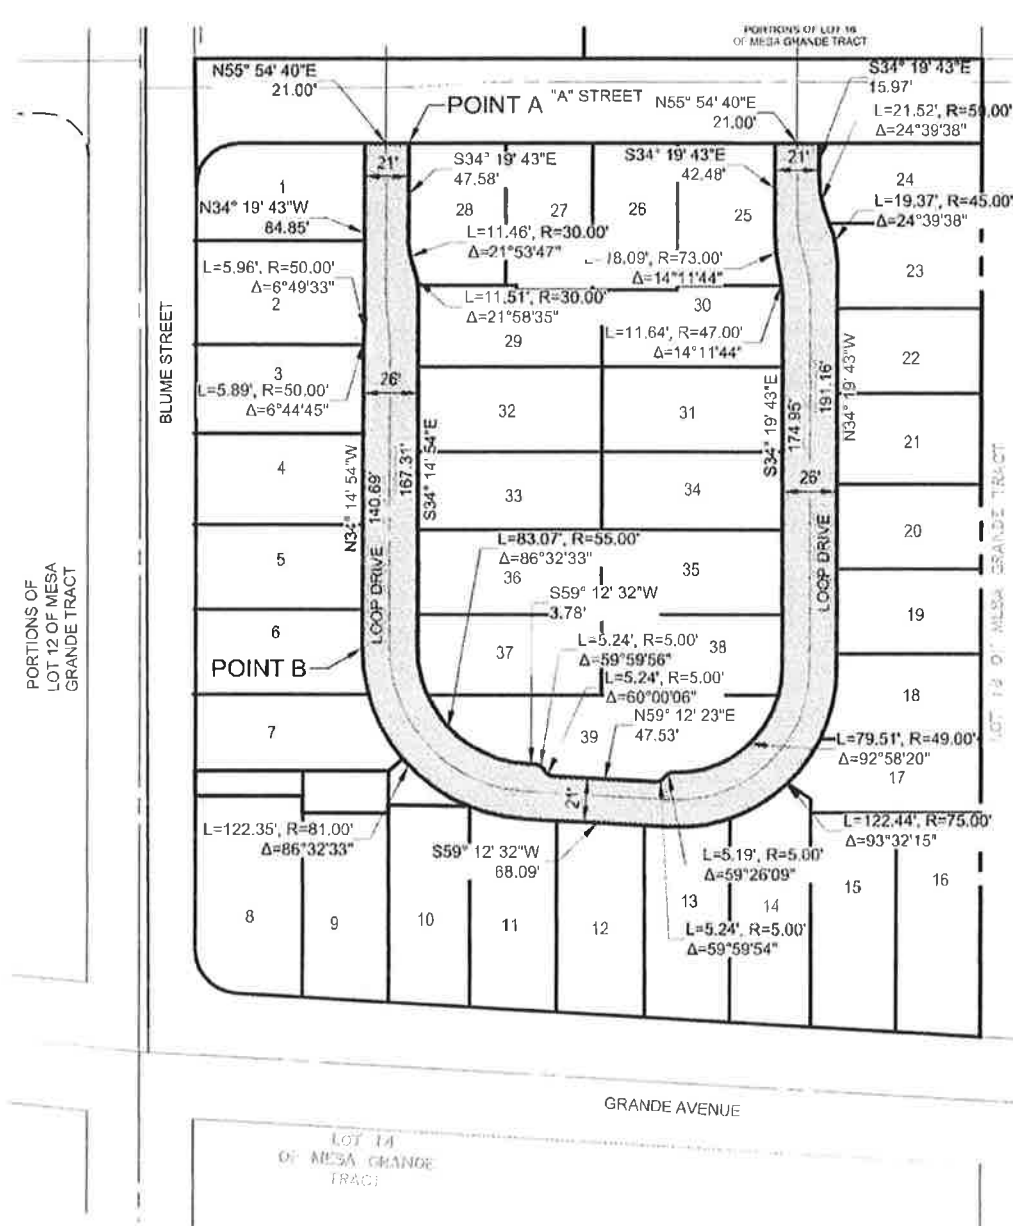 PORTIONS OF LOT 16
OF MESA GRANDE TRACT
N55° 54' 40"E
21.00'
POINT A
"A" STREET
N55° 54' 40"E
21.00'
S34° 19' 43"E
15.97'
L=21.52', R=50.00'
Δ=24°39'38"
21'
S34° 19' 43"E
47.58'
S34° 19' 43"E
42.48'
21'
24
1
N34° 19' 43"W
84.85'
28
27
26
25
L=19.37', R=45.00'
Δ=24°39'38"
L=11.46', R=30.00'
Δ=21°53'47"
L=18.09', R=73.00'
Δ=14°11'44"
23
L=5.96', R=50.00'
Δ=6°49'33"
2
L=11.51', R=30.00'
Δ=21°58'35"
30
29
L=11.64', R=47.00'
Δ=14°11'44"
BLUME STREET
22
3
L=5.89', R=50.00'
Δ=6°44'45"
26'
32
31
S34° 19' 43"E
174.95'
191.16'
N34° 19' 43"W
21
4
N34° 14' 54"W
140.69'
167.31'
S34° 14' 54"E
33
34
26'
20
LOT 12 OF MESA GRANDE TRACT
L=83.07', R=55.00'
Δ=86°32'33"
5
36
35
LOOP DRIVE
LOOP DRIVE
S59° 12' 32"W
3.78'
19
PORTIONS OF
LOT 12 OF MESA
GRANDE TRACT
6
37
L=5.24', R=5.00'
Δ=59°59'56"
38
POINT B
L=5.24', R=5.00'
Δ=60°00'06"
18
N59° 12' 23"E
47.53'
7
39
L=79.51', R=49.00'
Δ=92°58'20"
17
21'
L=122.35', R=81.00'
Δ=86°32'33"
L=122.44', R=75.00'
Δ=93°32'15"
S59° 12' 32"W
68.09'
L=5.19', R=5.00'
Δ=59°26'09"
8
9
10
11
12
13
14
15
16
L=5.24', R=5.00'
Δ=59°59'54"
GRANDE AVENUE
LOT 14
OF MESA GRANDE
TRACT